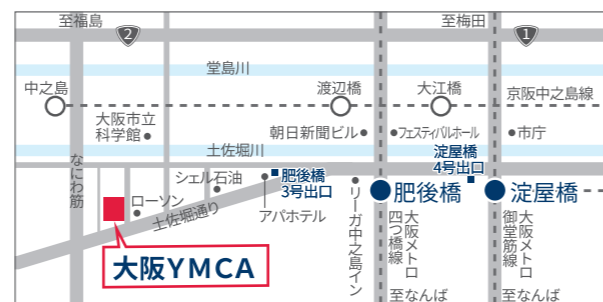 至福島
至梅田
2
1
堂島川
中之島
渡辺橋
大江橋
京阪中之島線
大阪市立
科学館
朝日新聞ビル
フェスティバルホール
市庁
土佐堀川
淀屋橋
4号出口
なにわ筋
シェル石油
肥後橋
3号出口
肥後橋
淀屋橋
ローソン
アパホテル
リーガ中之島イン
土佐堀通り
大阪メトロ
四つ橋線
大阪メトロ
御堂筋線
大阪YMCA
至なんば
至なんば